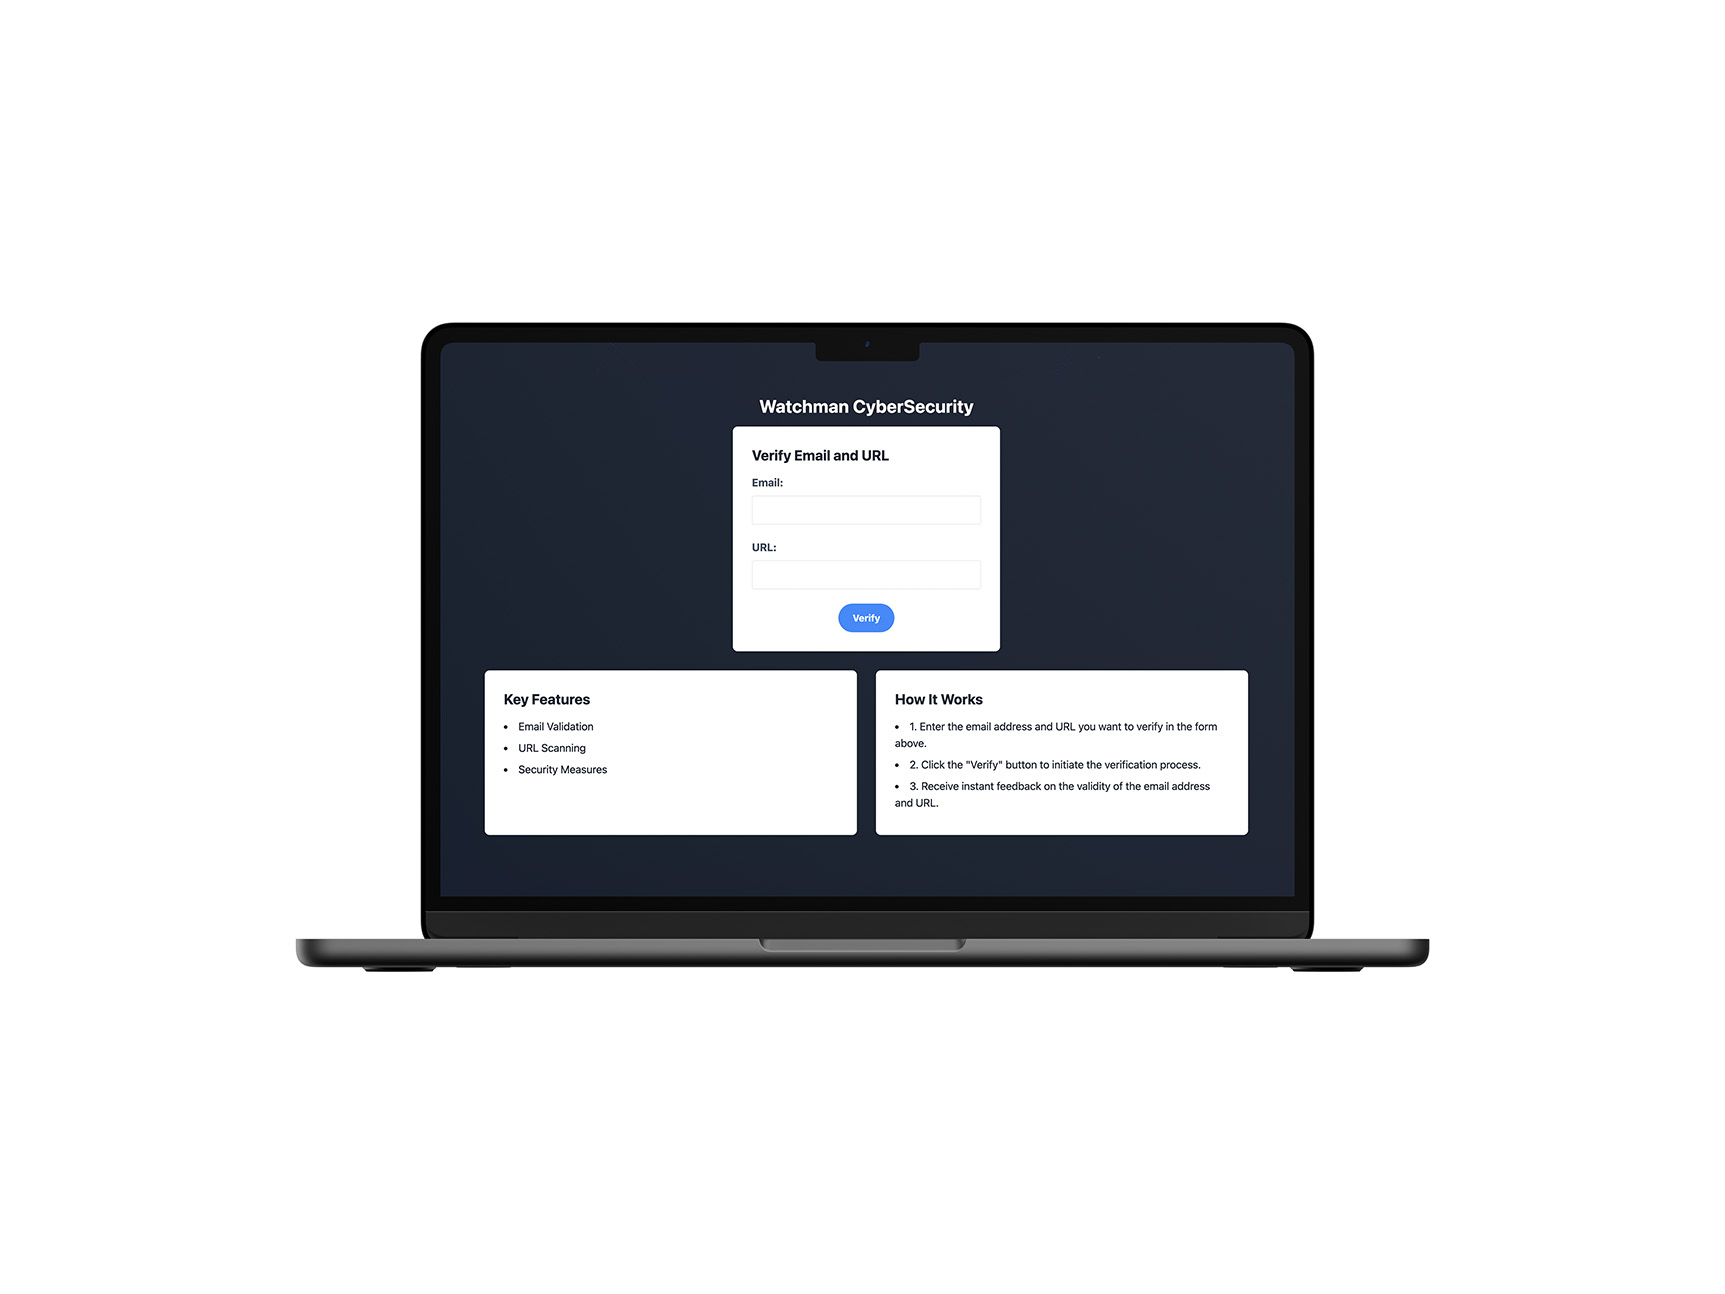 Watchman CyberSecurity
Verify Email and URL
Email:
URL:
Verify
Key Features
• Email Validation
• URL Scanning
• Security Measures
How It Works
• 1. Enter the email address and URL you want to verify in the form
above.
• 2. Click the "Verify" button to initiate the verification process.
• 3. Receive instant feedback on the validity of the email address
and URL.